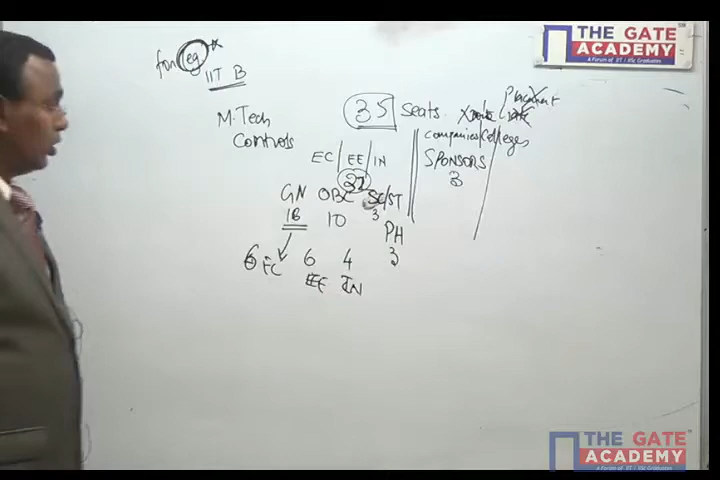 for eg *
IIT B
M.Tech
Controls
35 Seats
EC / EE / IN
32
GN OBC SC/ST
16 10 3
PH
3
6 EC 6 EE 4 IN
Placement
Companies
Colleges
SPONSORS
3
THE GATE
ACADEMY
A Forum of IIT / IISc Graduates
THE GATE
ACADEMY
A Forum of IIT / IISc Graduates